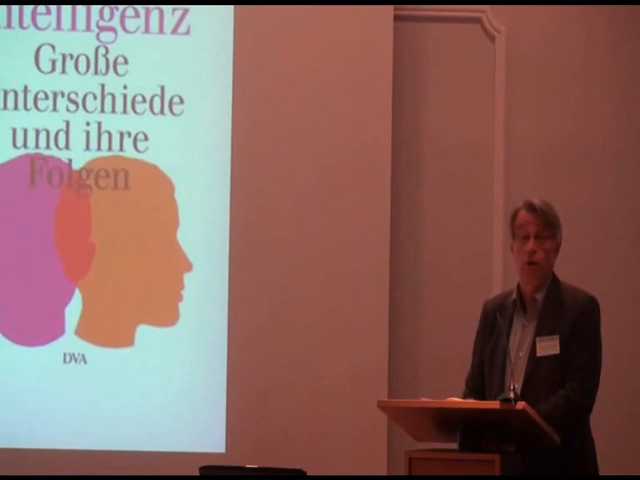 ntelligenz
Große
nterschiede
und ihre
Folgen
DVA